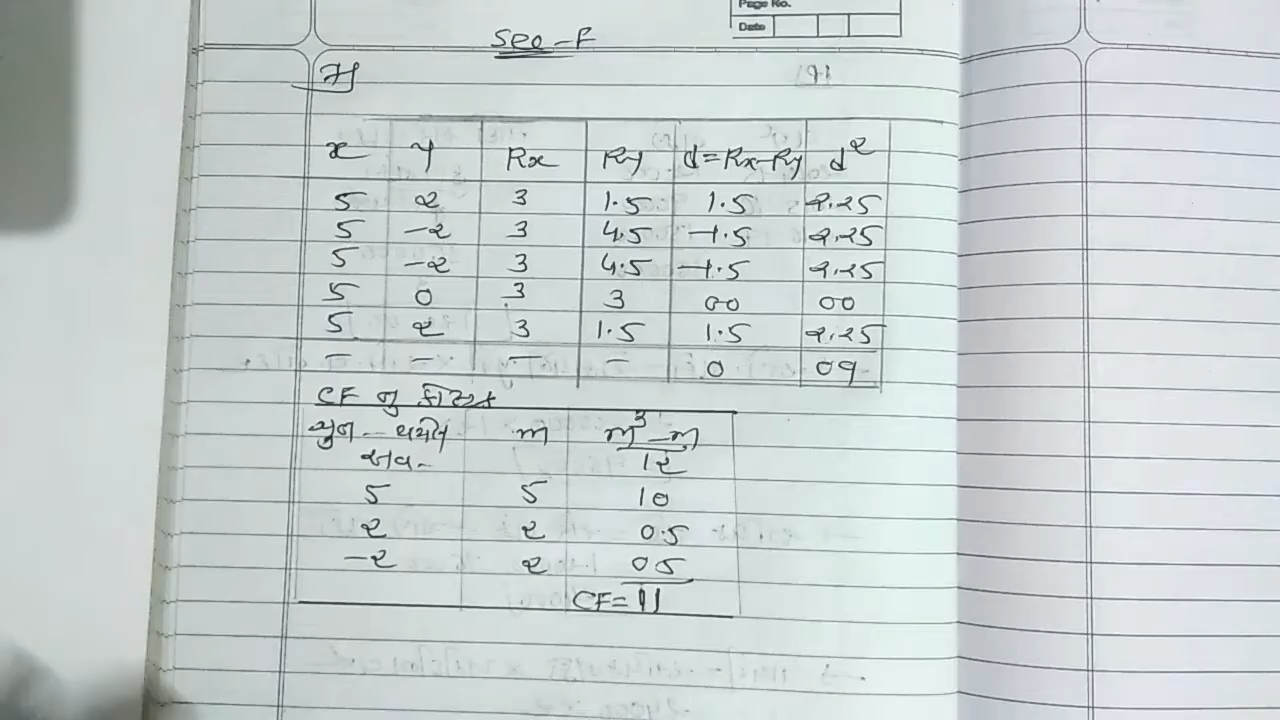 Page No.
Date
Sec-F
71
x y Rx Ry d=Rx-Ry d²
5 2 3 1.5 1.5 2.25
5 -2 3 4.5 -1.5 2.25
5 -2 3 4.5 -1.5 2.25
5 0 3 3 00 00
5 2 3 1.5 1.5 2.25
- - - - 0 09
CF નુ કોષ્ટક
m m³-m
12
5 5 10
2 2 0.5
-2 2 0.5
CF=11